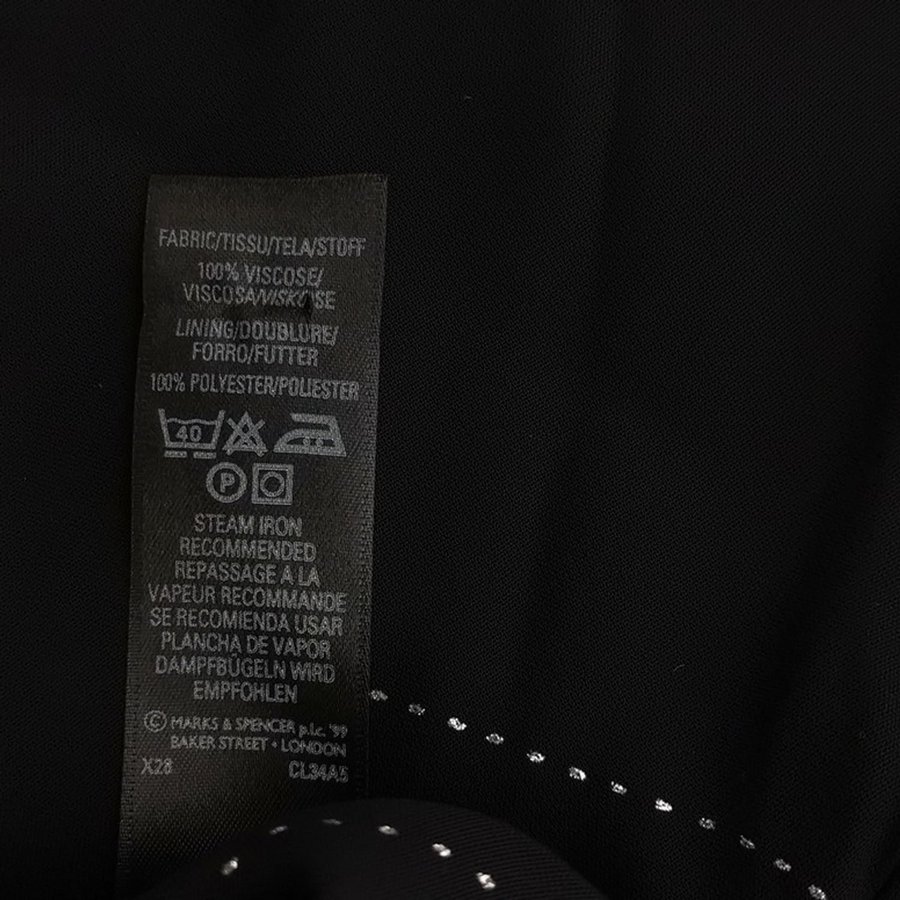 FABRIC/TISSU/TELA/STOFF
100% VISCOSE/
VISCOSA/VISKOSE
LINING/DOUBLURE/
FORRO/FUTTER
100% POLYESTER/POLIESTER
40
P
STEAM IRON
RECOMMENDED
REPASSAGE A LA
VAPEUR RECOMMANDE
SE RECOMIENDA USAR
PLANCHA DE VAPOR
DAMPFBÜGELN WIRD
EMPFOHLEN
© MARKS & SPENCER p.l.c. '99
BAKER STREET • LONDON
X28 CL34A5